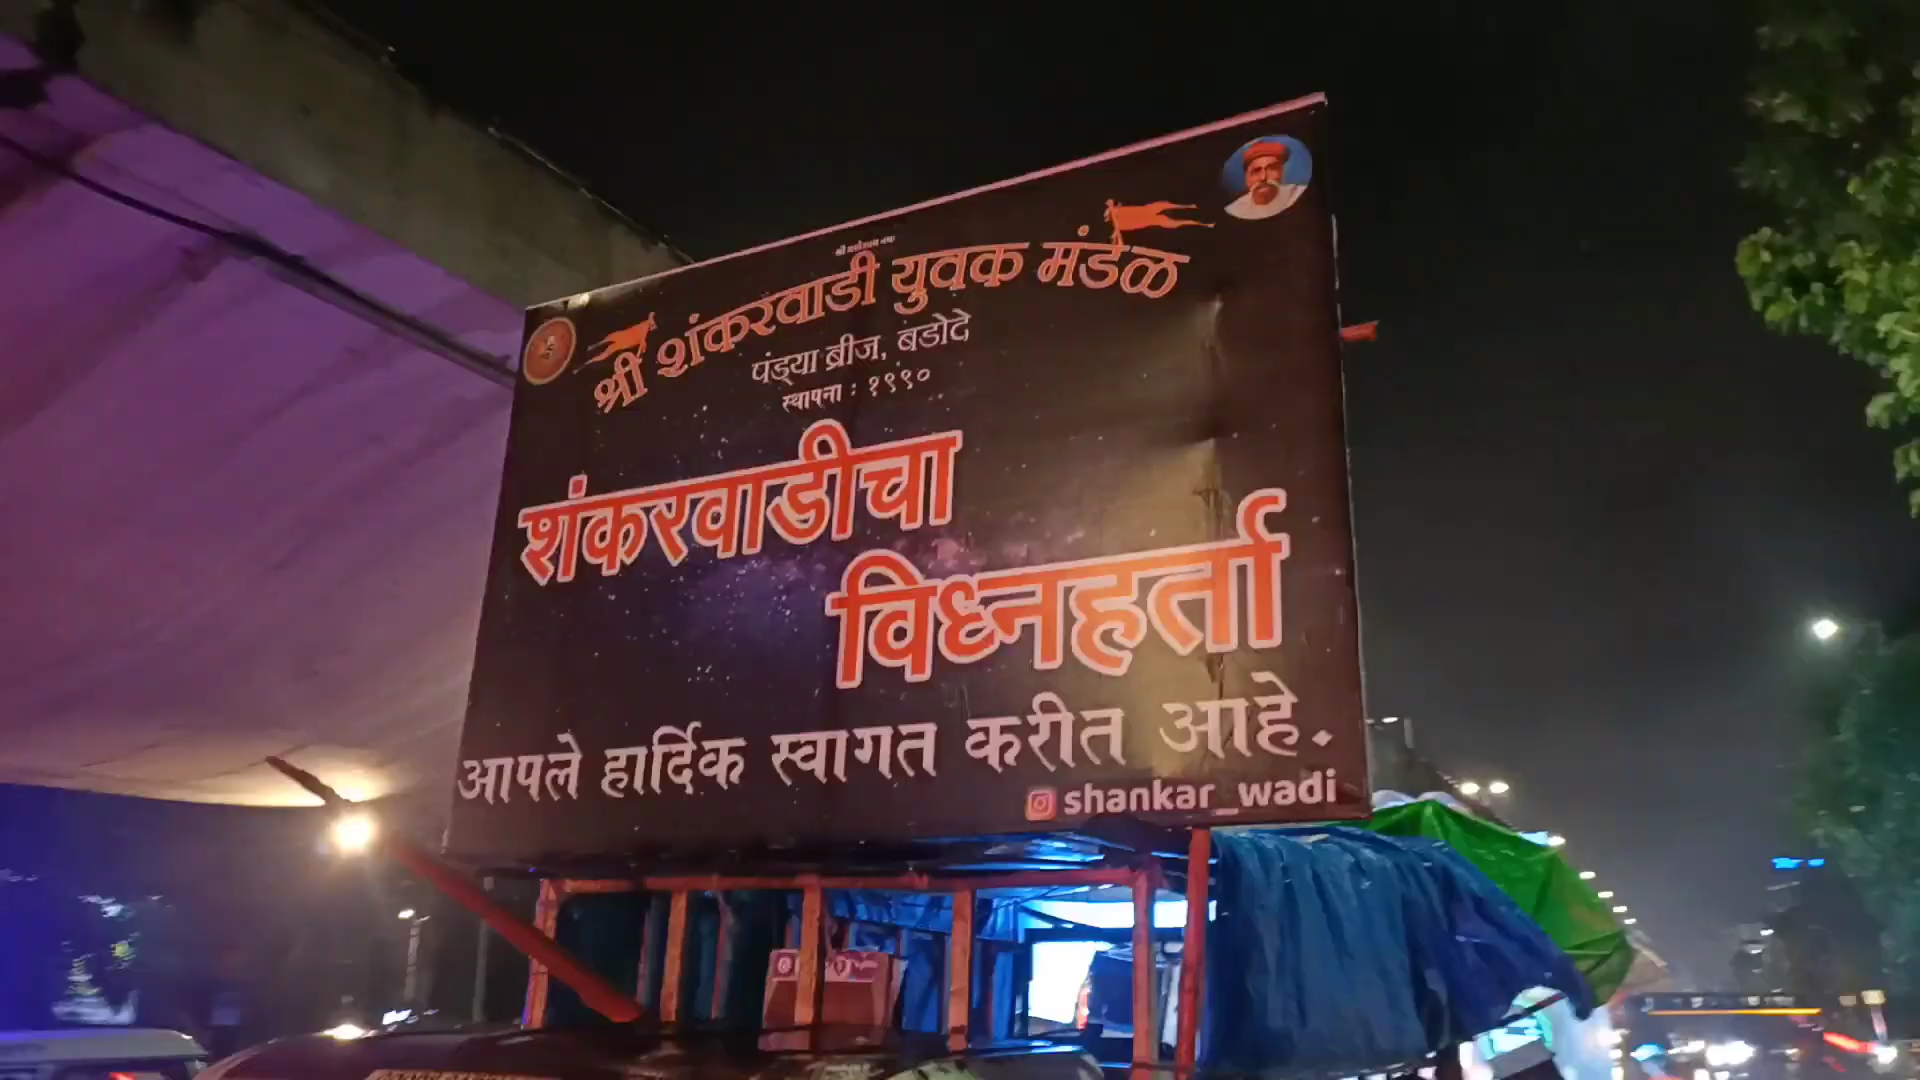 श्री शंकरवाडी युवक मंडळ
पंड्या ब्रीज, बडोदे
स्थापना : १९९०
शंकरवाडीचा
विध्नहर्ता
आपले हार्दिक स्वागत करीत आहे.
shankar_wadi